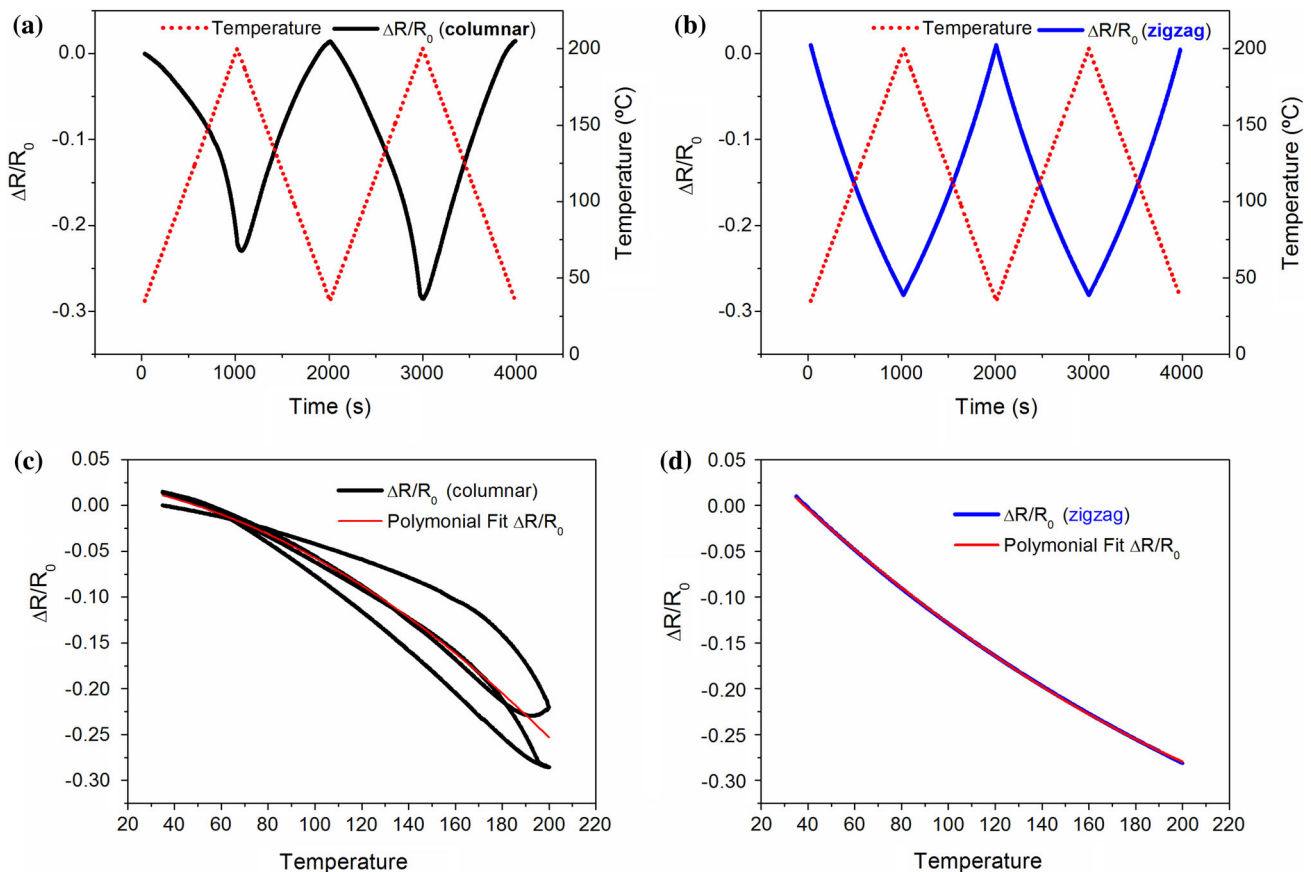 (a)
Temperature ΔR/R₀ (columnar)
0.0
-0.1
-0.2
-0.3
ΔR/R₀
200
150
100
50
0
Temperature (ºC)
0 1000 2000 3000 4000
Time (s)
(b)
Temperature ΔR/R₀ (zigzag)
0.0
-0.1
-0.2
-0.3
ΔR/R₀
200
150
100
50
0
Temperature (ºC)
0 1000 2000 3000 4000
Time (s)
(c)
ΔR/R₀ (columnar)
Polymonial Fit ΔR/R₀
0.05
0.00
-0.05
-0.10
-0.15
-0.20
-0.25
-0.30
ΔR/R₀
20 40 60 80 100 120 140 160 180 200 220
Temperature
(d)
ΔR/R₀ (zigzag)
Polymonial Fit ΔR/R₀
0.05
0.00
-0.05
-0.10
-0.15
-0.20
-0.25
-0.30
ΔR/R₀
20 40 60 80 100 120 140 160 180 200 220
Temperature